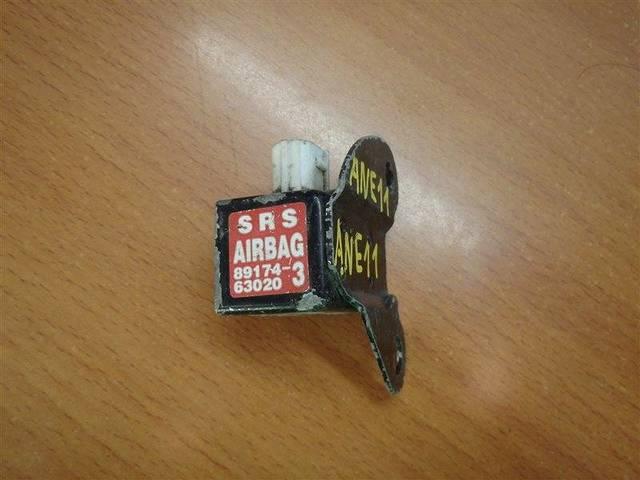 SRS
AIRBAG
89174-
63020 3
ANE11
ANE11